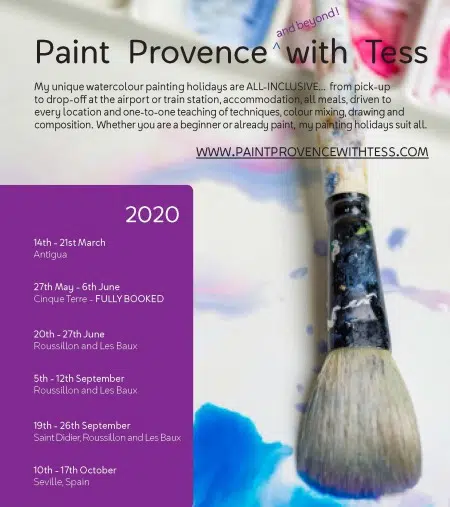 and beyond!
Paint Provence ^ with Tess
My unique watercolour painting holidays are ALL-INCLUSIVE... from pick-up
to drop-off at the airport or train station, accommodation, all meals, driven to
every location and one-to-one teaching of techniques, colour mixing, drawing and
composition. Whether you are a beginner or already paint, my painting holidays suit all.
WWW.PAINTPROVENCEWITHTESS.COM
2020
14th - 21st March
Antigua
27th May - 6th June
Cinque Terre - FULLY BOOKED
20th - 27th June
Roussillon and Les Baux
5th - 12th September
Roussillon and Les Baux
19th - 26th September
Saint Didier, Roussillon and Les Baux
10th - 17th October
Seville, Spain